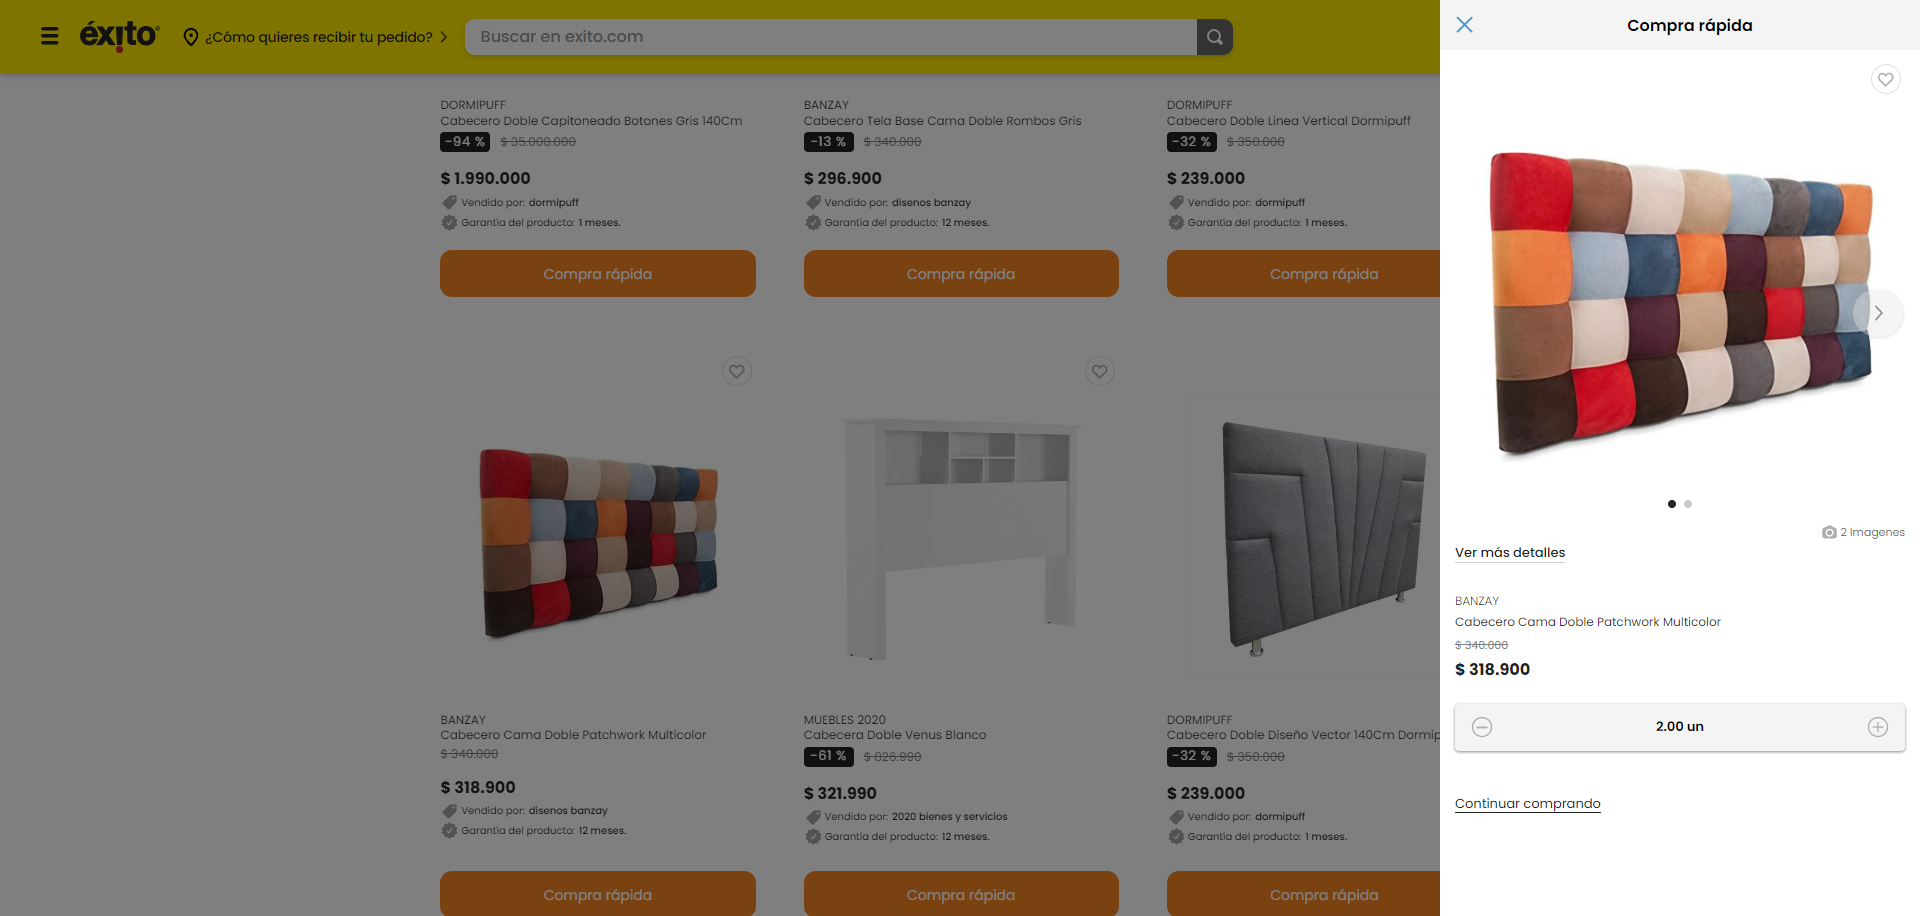 éxito
¿Cómo quieres recibir tu pedido?
Buscar en exito.com
DORMIPUFF
Cabecero Doble Capitoneado Botones Gris 140Cm
-94 % $ 35.000.000
$ 1.990.000
Vendido por: dormipuff
Garantía del producto: 1 meses.
Compra rápida
BANZAY
Cabecero Tela Base Cama Doble Rombos Gris
-13 % $ 340.000
$ 296.900
Vendido por: disenos banzay
Garantía del producto: 12 meses.
Compra rápida
DORMIPUFF
Cabecero Doble Linea Vertical Dormipuff
-32 % $ 350.000
$ 239.000
Vendido por: dormipuff
Garantía del producto: 1 meses.
Compra rápida
BANZAY
Cabecero Cama Doble Patchwork Multicolor
$ 340.000
$ 318.900
Vendido por: disenos banzay
Garantía del producto: 12 meses.
Compra rápida
MUEBLES 2020
Cabecera Doble Venus Blanco
-61 % $ 826.990
$ 321.990
Vendido por: 2020 bienes y servicios
Garantía del producto: 12 meses.
Compra rápida
DORMIPUFF
Cabecero Doble Diseño Vector 140Cm Dormip
-32 % $ 350.000
$ 239.000
Vendido por: dormipuff
Garantía del producto: 1 meses.
Compra rápida
Compra rápida
2 Imagenes
Ver más detalles
BANZAY
Cabecero Cama Doble Patchwork Multicolor
$ 340.000
$ 318.900
2.00 un
Continuar comprando